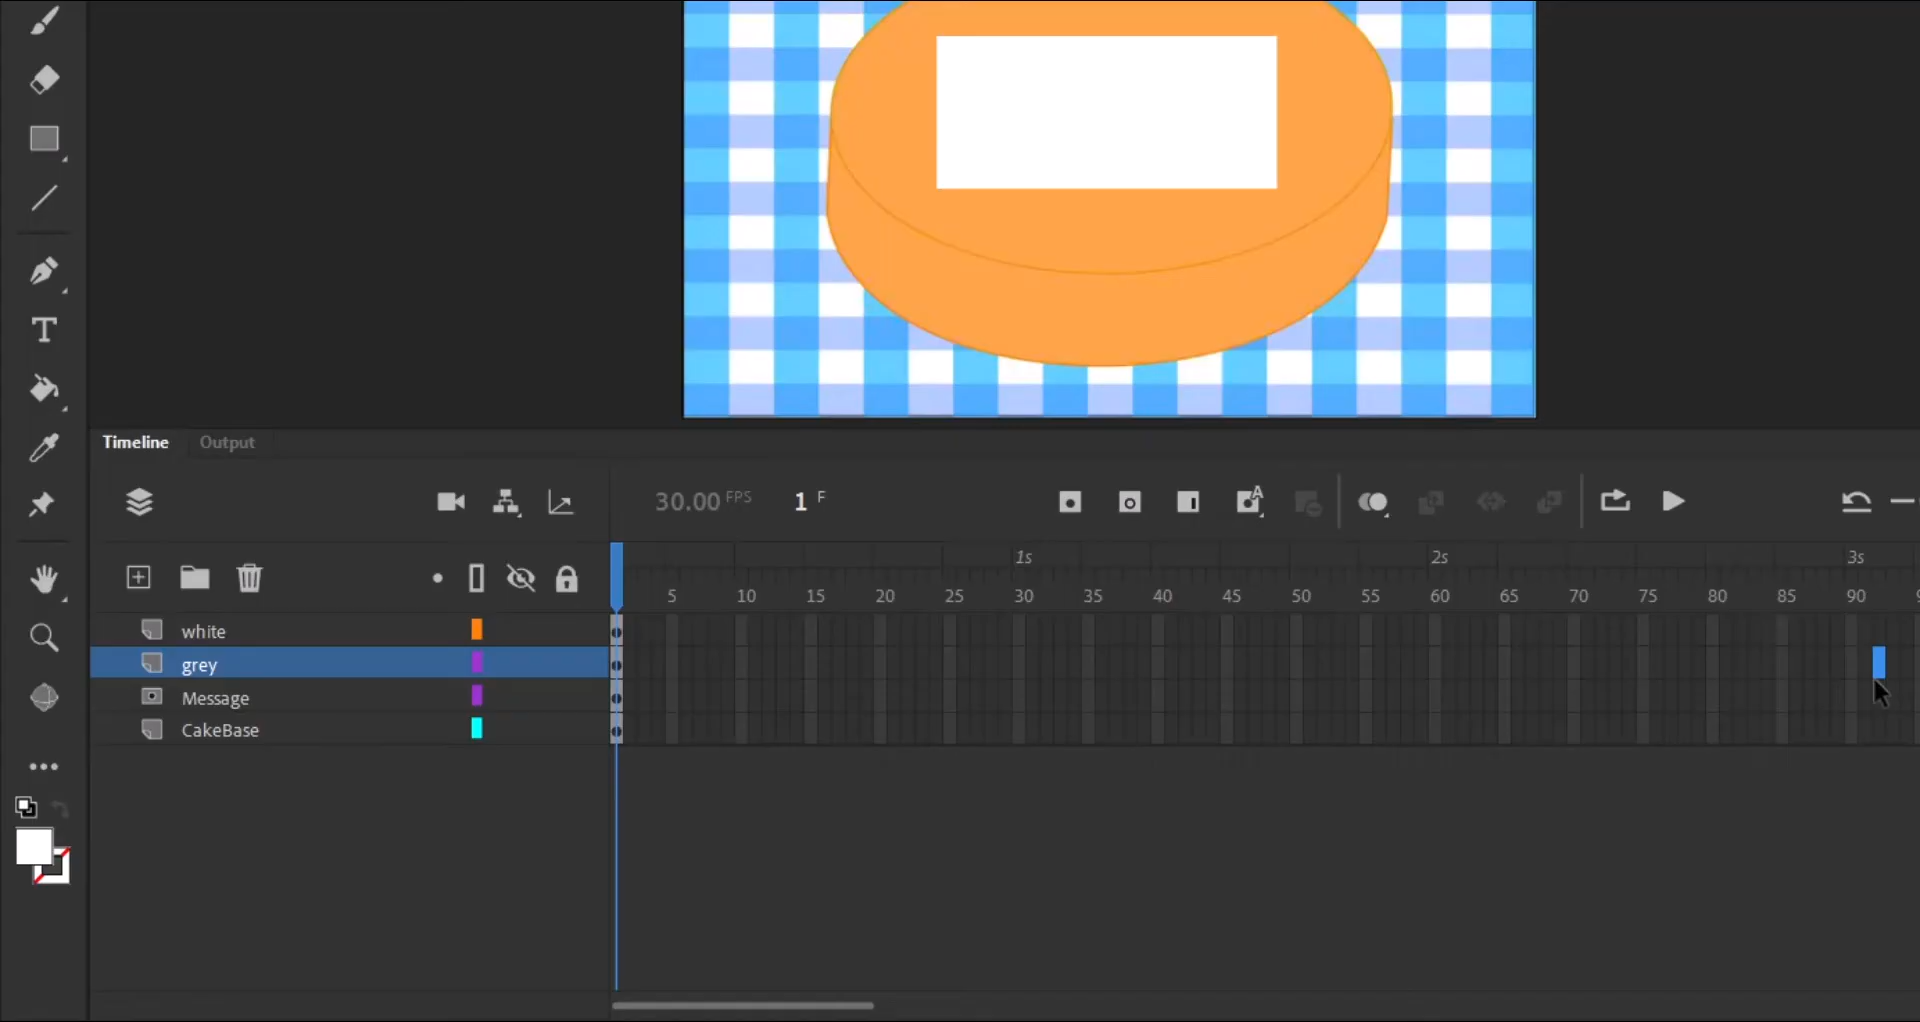 T
Timeline Output
30.00 FPS 1 F
A
1s 2s 3s
5 10 15 20 25 30 35 40 45 50 55 60 65 70 75 80 85 90
white
grey
Message
CakeBase